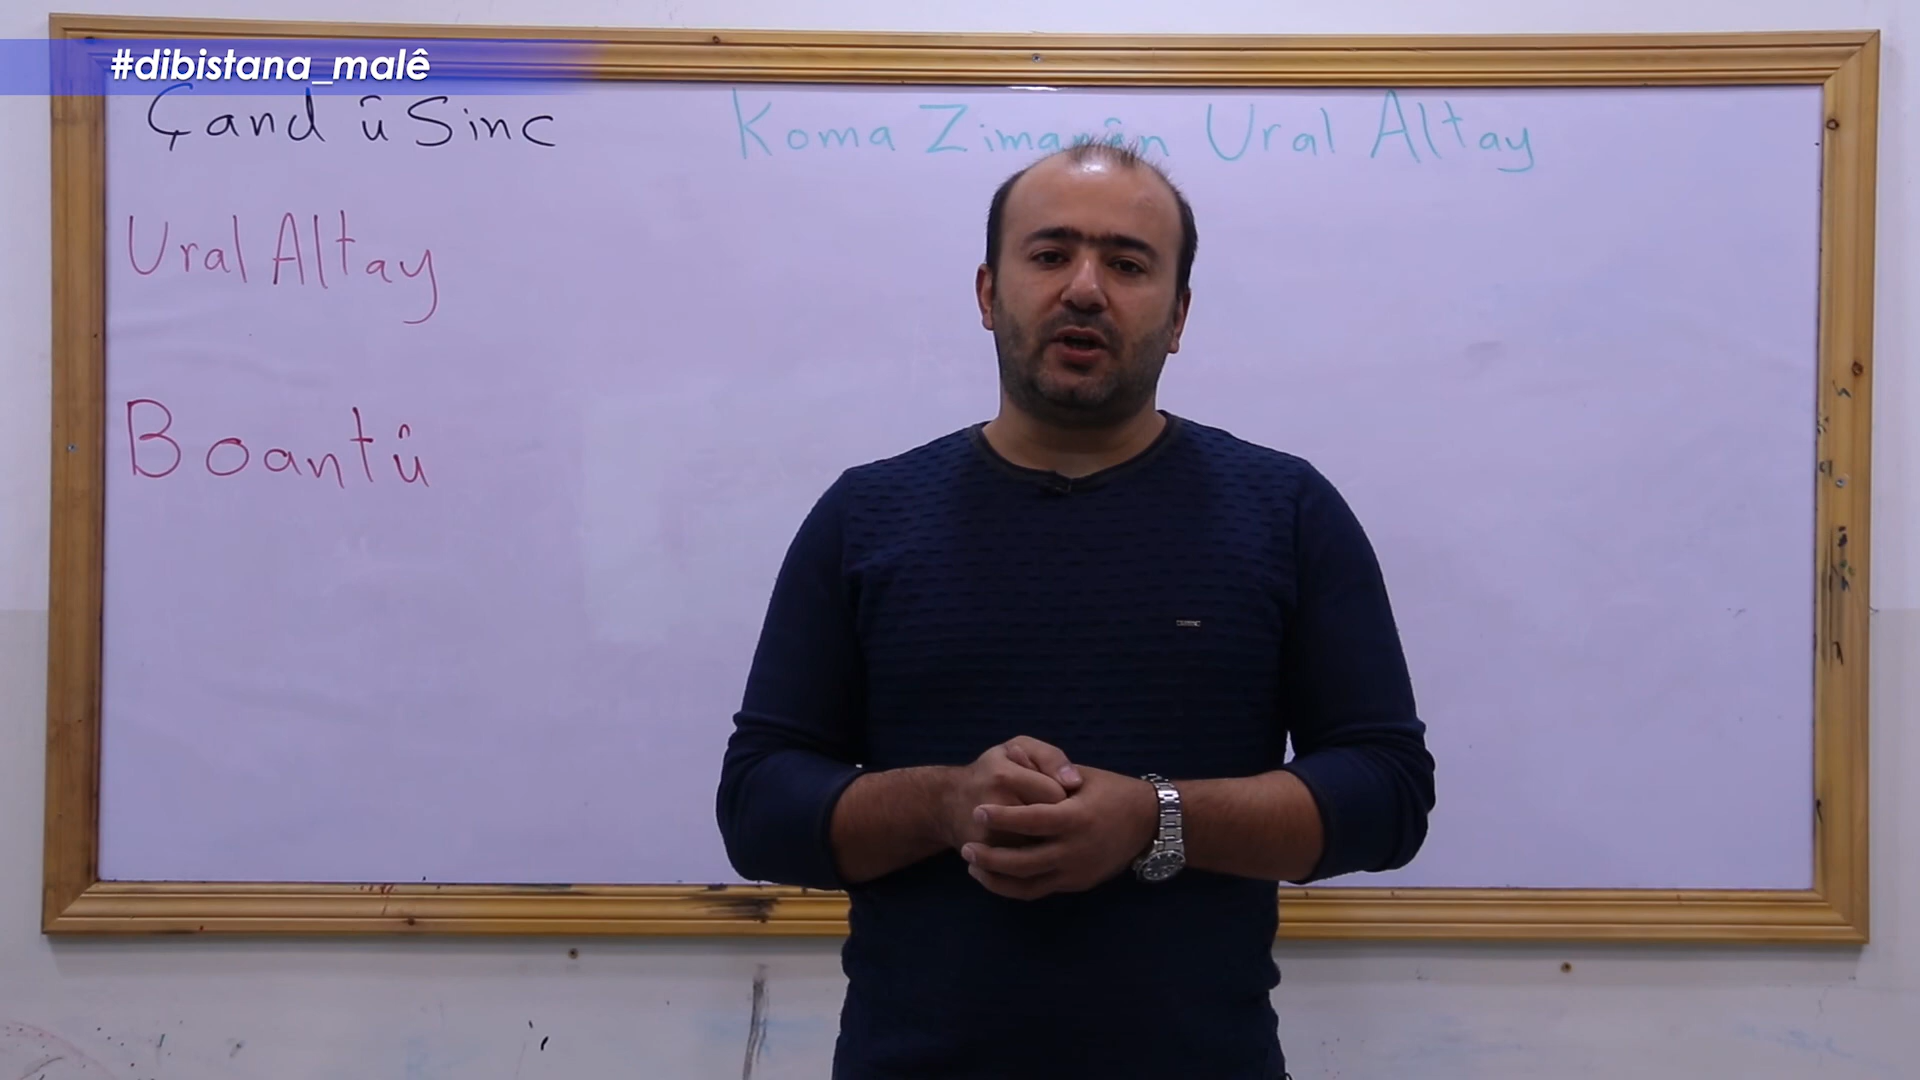 #dibistana_malê
Çand û Sinc
Koma Zimanên Ural Altay
Ural Altay
Boantû